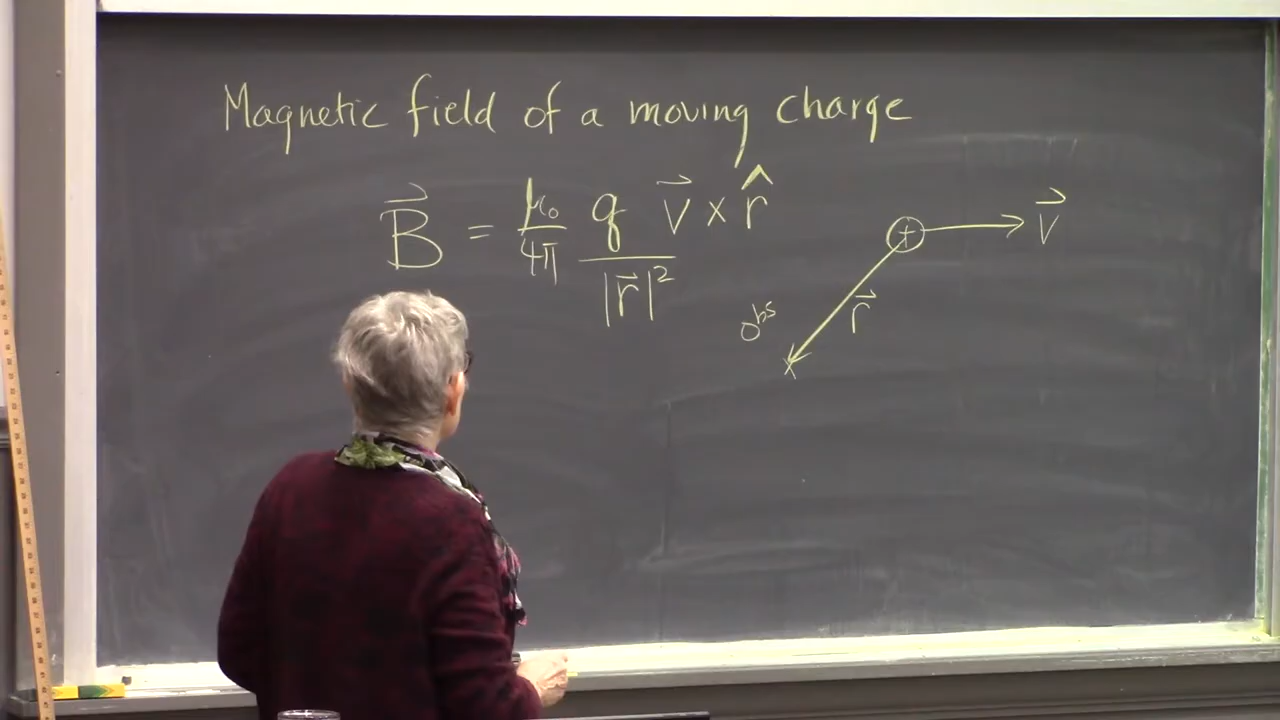 Magnetic field of a moving charge
B⃗ = μ₀/4π q v⃗ × r̂ / |r⃗|²
+ v⃗
r⃗
obs
x